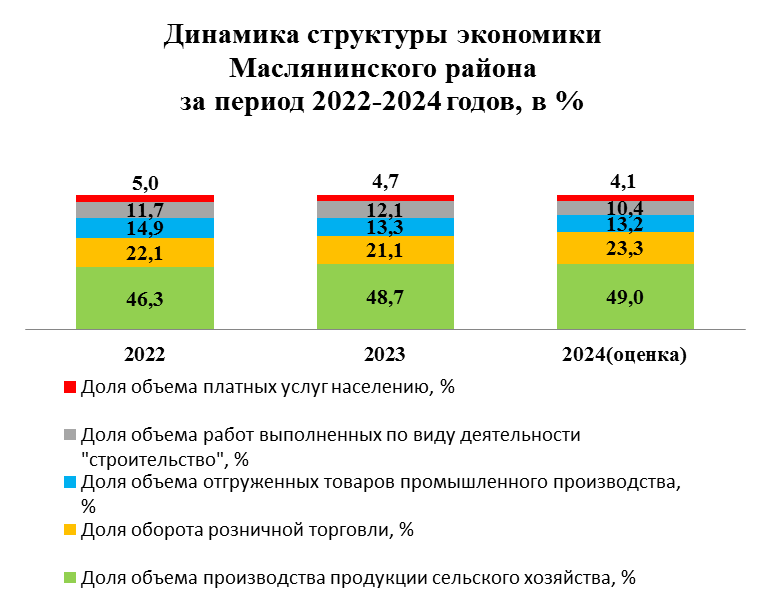 Динамика структуры экономики
Маслянинского района
за период 2022-2024 годов, в %
5,0 4,7 4,1
11,7 12,1 10,4
14,9 13,3 13,2
22,1 21,1 23,3
46,3 48,7 49,0
2022 2023 2024(оценка)
Доля объема платных услуг населению, %
Доля объема работ выполненных по виду деятельности
"строительство", %
Доля объема отгруженных товаров промышленного производства,
%
Доля оборота розничной торговли, %
Доля объема производства продукции сельского хозяйства, %